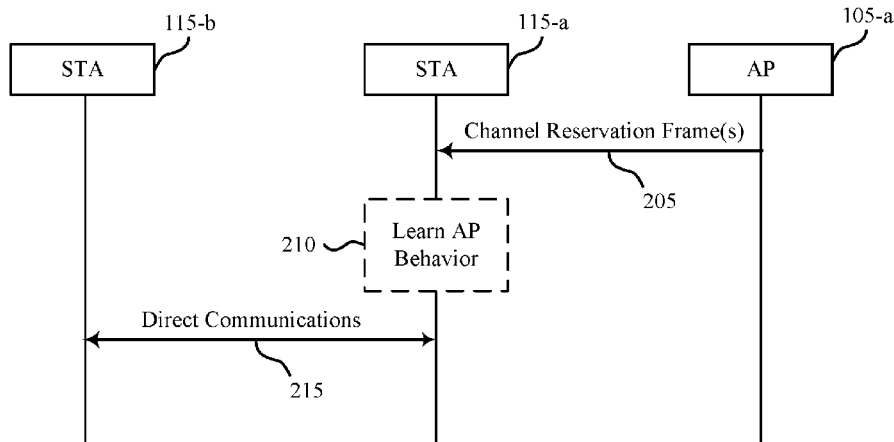 115-b
115-a
105-a
STA
STA
AP
Channel Reservation Frame(s)
205
210
Learn AP
Behavior
Direct Communications
215